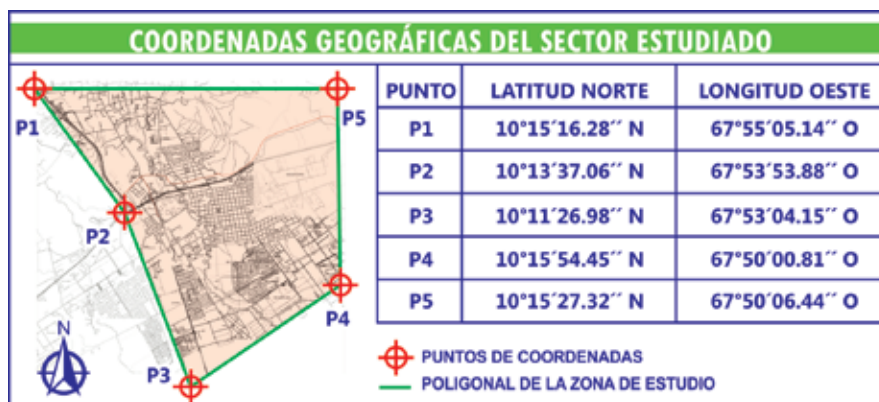 COORDENADAS GEOGRÁFICAS DEL SECTOR ESTUDIADO
P1
P5
P2
P4
P3
N
PUNTO LATITUD NORTE LONGITUD OESTE
P1 10°15´16.28´´ N 67°55´05.14´´ O
P2 10°13´37.06´´ N 67°53´53.88´´ O
P3 10°11´26.98´´ N 67°53´04.15´´ O
P4 10°15´54.45´´ N 67°50´00.81´´ O
P5 10°15´27.32´´ N 67°50´06.44´´ O
PUNTOS DE COORDENADAS
POLIGONAL DE LA ZONA DE ESTUDIO